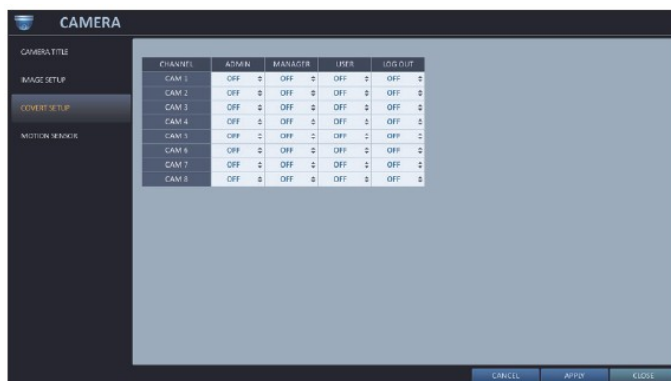 CAMERA
CAMERA TITLE
IMAGE SETUP
COVERT SETUP
MOTION SENSOR
CHANNEL ADMIN MANAGER USER LOG OUT
CAM 1 OFF OFF OFF OFF
CAM 2 OFF OFF OFF OFF
CAM 3 OFF OFF OFF OFF
CAM 4 OFF OFF OFF OFF
CAM 5 OFF OFF OFF OFF
CAM 6 OFF OFF OFF OFF
CAM 7 OFF OFF OFF OFF
CAM 8 OFF OFF OFF OFF
CANCEL APPLY CLOSE